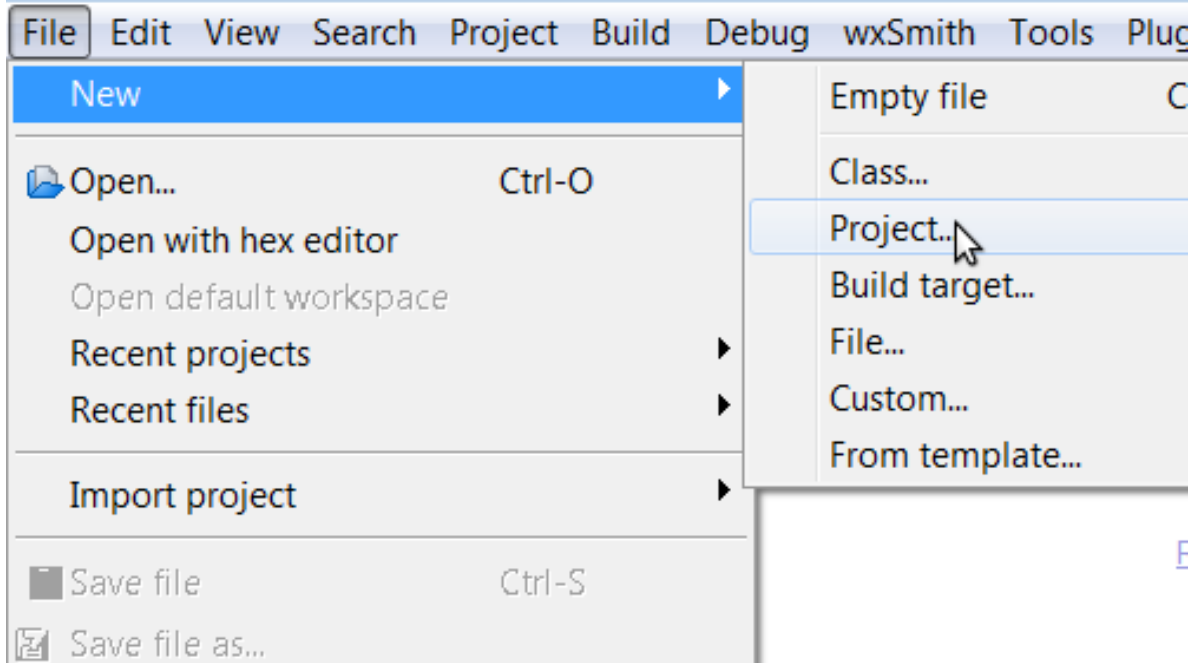 File Edit View Search Project Build Debug wxSmith Tools Plug
New
Empty file C
Open... Ctrl-O
Class...
Open with hex editor
Project...
Open default workspace
Build target...
Recent projects
File...
Recent files
Custom...
From template...
Import project
Save file Ctrl-S
Save file as...